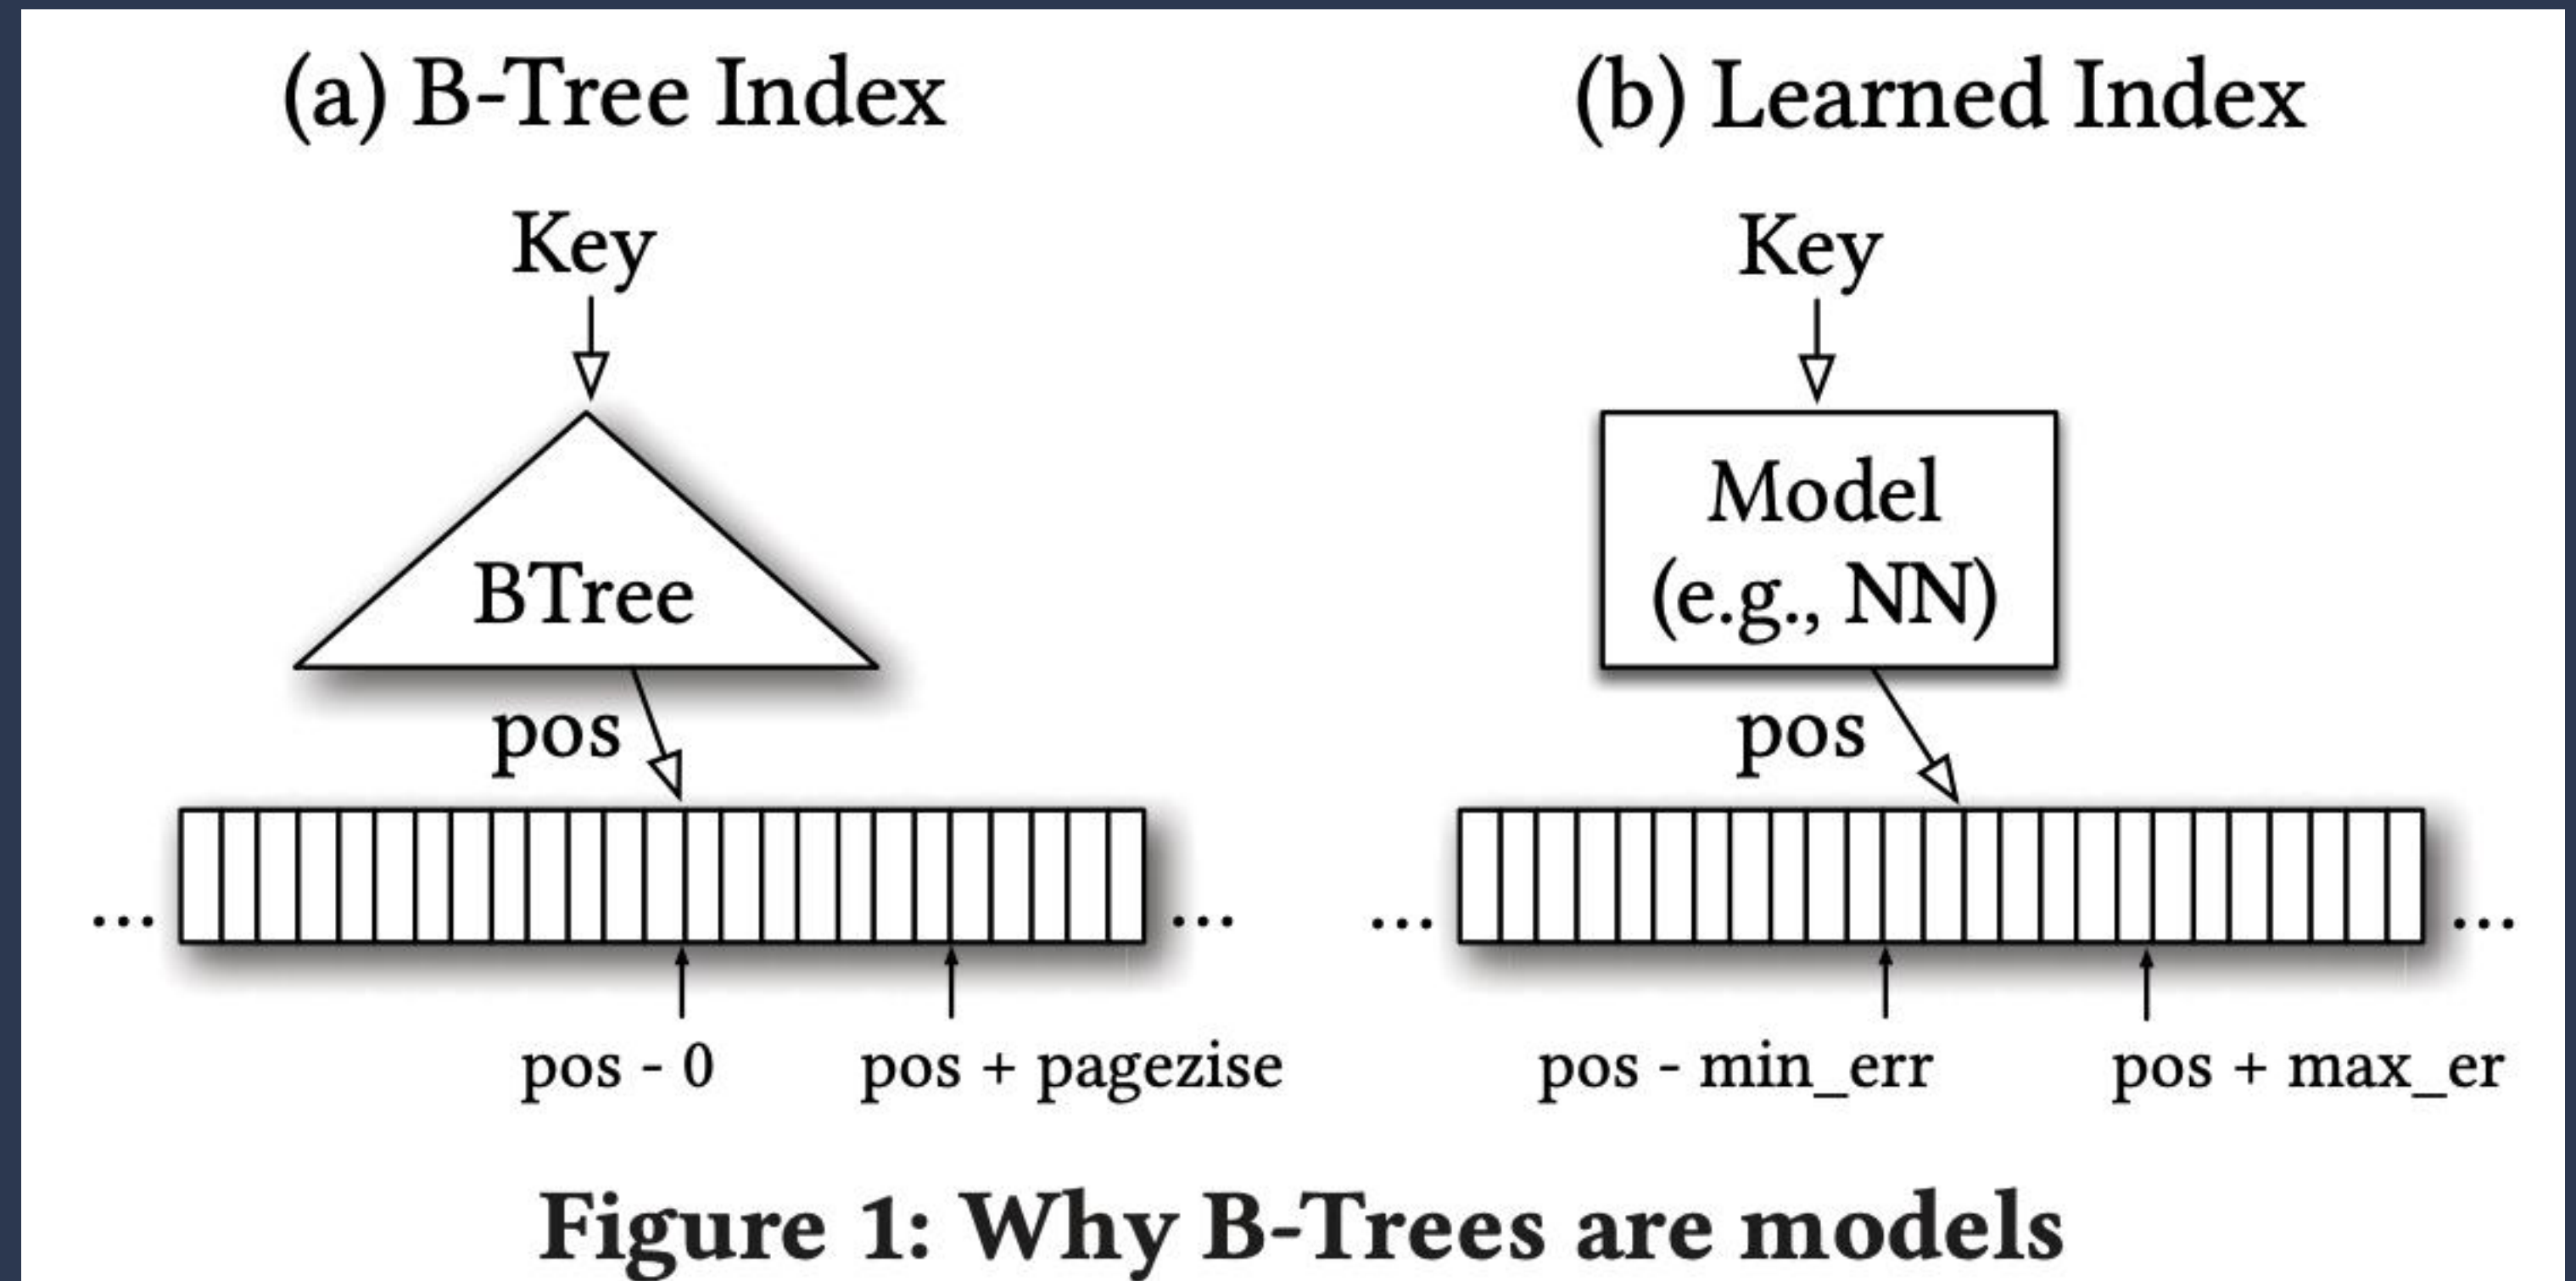 (a) B-Tree Index
Key
BTree
pos
...
...
pos - 0
pos + pagezise
(b) Learned Index
Key
Model
(e.g., NN)
pos
...
...
pos - min_err
pos + max_er
Figure 1: Why B-Trees are models